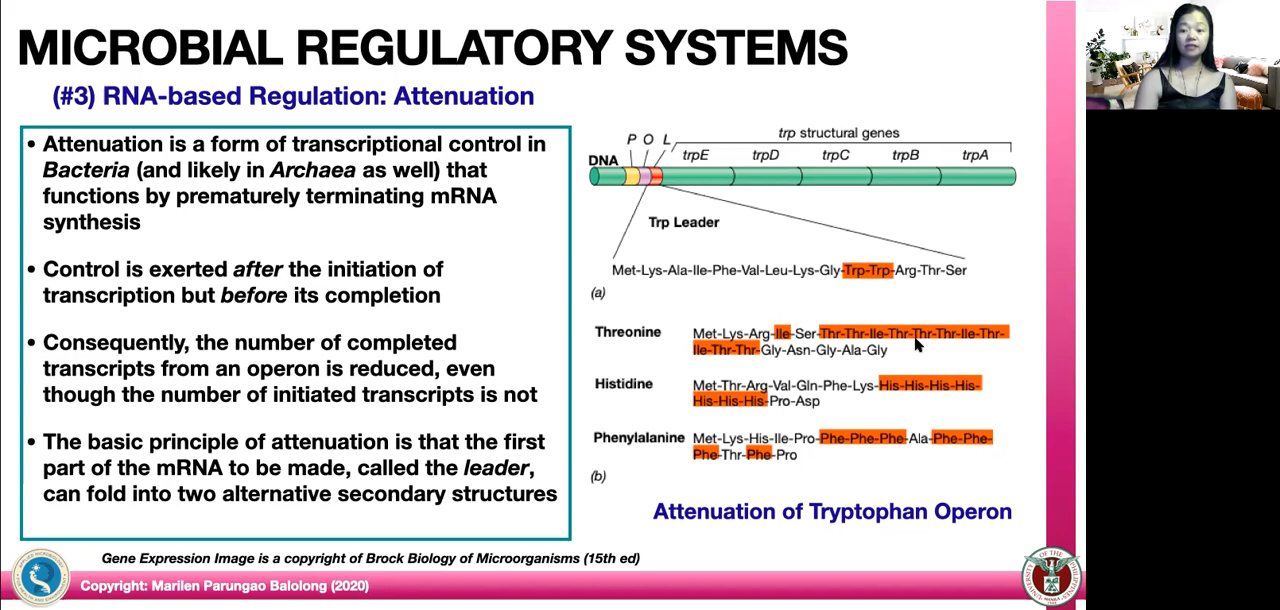 MICROBIAL REGULATORY SYSTEMS
(#3) RNA-based Regulation: Attenuation
• Attenuation is a form of transcriptional control in
Bacteria (and likely in Archaea as well) that
functions by prematurely terminating mRNA
synthesis
• Control is exerted after the initiation of
transcription but before its completion
• Consequently, the number of completed
transcripts from an operon is reduced, even
though the number of initiated transcripts is not
• The basic principle of attenuation is that the first
part of the mRNA to be made, called the leader,
can fold into two alternative secondary structures
trp structural genes
P O L
trpE trpD trpC trpB trpA
DNA
Trp Leader
Met-Lys-Ala-Ile-Phe-Val-Leu-Lys-Gly-Trp-Trp-Arg-Thr-Ser
(a)
Threonine Met-Lys-Arg-Ile-Ser-Thr-Thr-Ile-Thr-Thr-Thr-Ile-Thr-
Ile-Thr-Thr-Gly-Asn-Gly-Ala-Gly
Histidine Met-Thr-Arg-Val-Gln-Phe-Lys-His-His-His-His-
His-His-His-Pro-Asp
Phenylalanine Met-Lys-His-Ile-Pro-Phe-Phe-Phe-Ala-Phe-Phe-
Phe-Thr-Phe-Pro
(b)
Attenuation of Tryptophan Operon
Gene Expression Image is a copyright of Brock Biology of Microorganisms (15th ed)
Copyright: Marilen Parungao Balolong (2020)